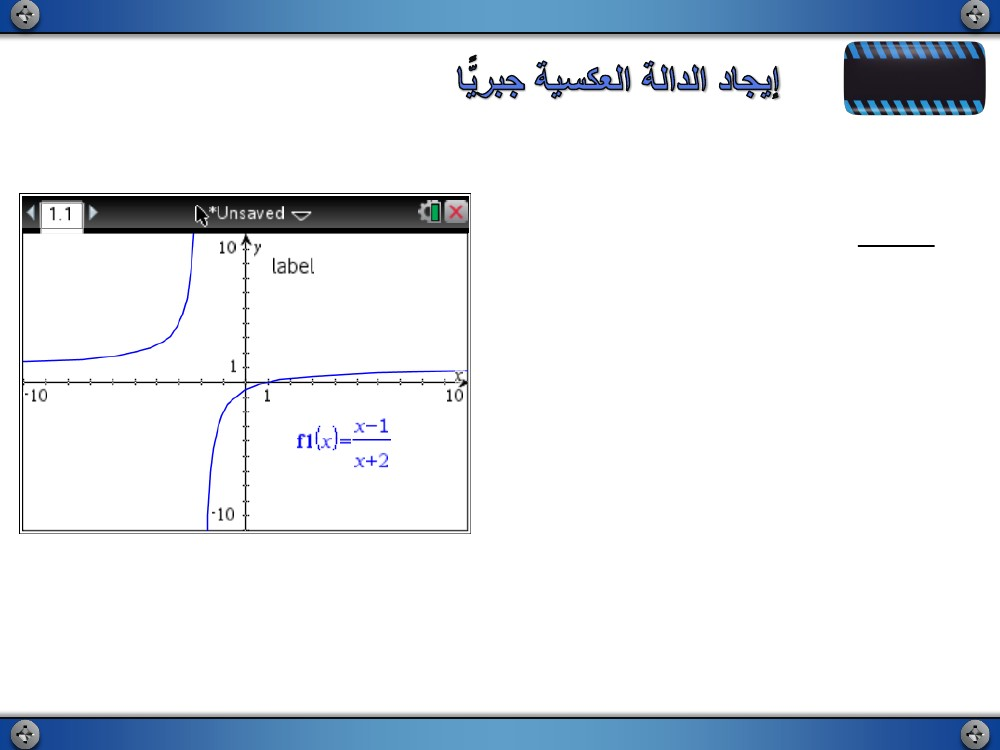 إيجاد الدالة العكسية جبريًّا
1.1 *Unsaved
10 y
label
1
-10 1 10 x
f1(x)=x−1/x+2
-10